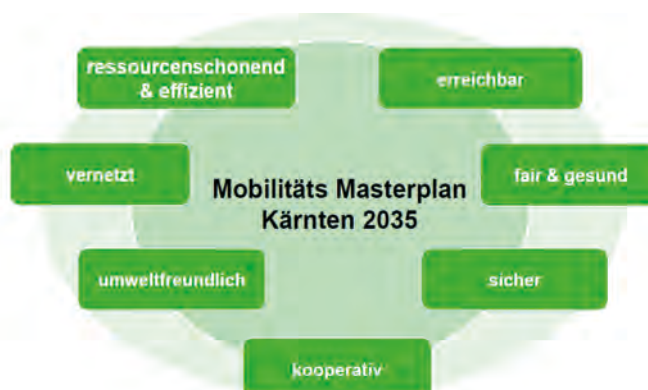 ressourcenschonend
& effizient
erreichbar
vernetzt
fair & gesund
Mobilitäts Masterplan
Kärnten 2035
umweltfreundlich
sicher
kooperativ